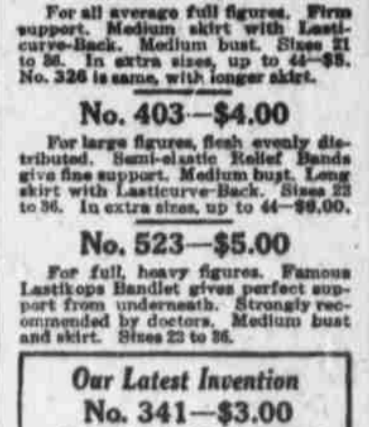 For all average full figures. Firm
support. Medium skirt with Lasti-
curve-Back. Medium bust. Sizes 21
to 36. In extra sizes, up to 44—$5.
No. 326 is same, with longer skirt.
No. 403—$4.00
For large figures, flesh evenly dis-
tributed. Semi-elastic Relief Bands
give fine support. Medium bust. Long
skirt with Lasticurve-Back. Sizes 22
to 36. In extra sizes, up to 44—$6.00.
No. 523—$5.00
For full, heavy figures. Famous
Lastikops Bandlet gives perfect sup-
port from underneath. Strongly rec-
ommended by doctors. Medium bust
and skirt. Sizes 22 to 36.
Our Latest Invention
No. 341—$3.00